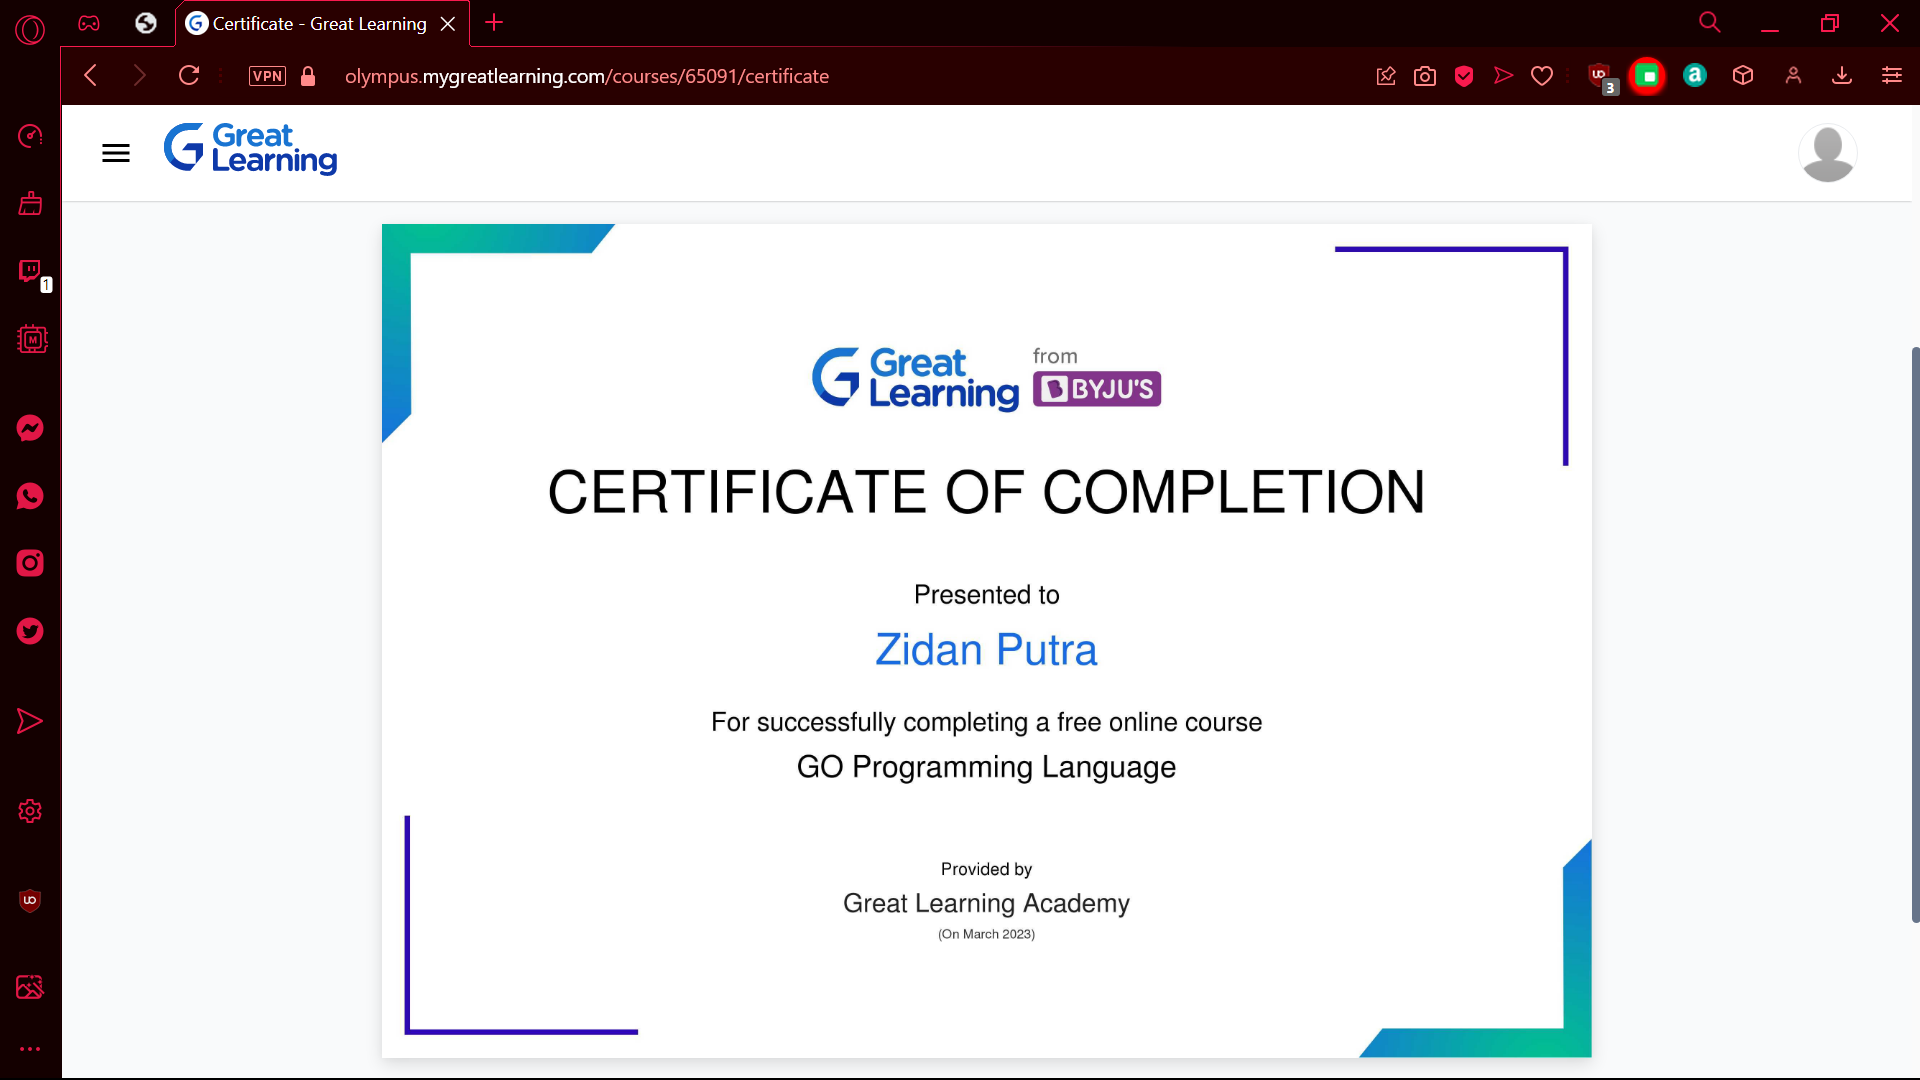 Certificate - Great Learning
VPN
olympus.mygreatlearning.com/courses/65091/certificate
3
1
M
Great
Learning
Great
Learning
from
BYJU'S
CERTIFICATE OF COMPLETION
Presented to
Zidan Putra
For successfully completing a free online course
GO Programming Language
Provided by
Great Learning Academy
(On March 2023)